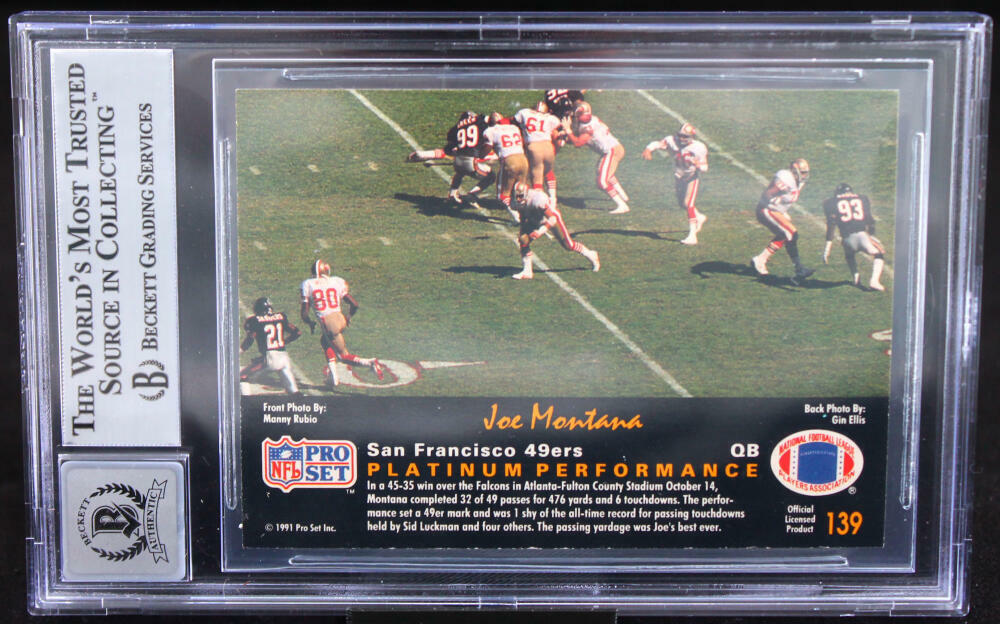 THE WORLD'S MOST TRUSTED
SOURCE IN COLLECTING™
B BECKETT GRADING SERVICES
BECKETT
B
AUTHENTIC
99
62
61
93
80
SANDERS
21
Front Photo By:
Manny Rubio
Joe Montana
Back Photo By:
Gin Ellis
NFL PRO SET™
San Francisco 49ers QB
PLATINUM PERFORMANCE
In a 45-35 win over the Falcons in Atlanta-Fulton County Stadium October 14,
Montana completed 32 of 49 passes for 476 yards and 6 touchdowns. The perfor-
mance set a 49er mark and was 1 shy of the all-time record for passing touchdowns
held by Sid Luckman and four others. The passing yardage was Joe's best ever.
© 1991 Pro Set Inc.
NATIONAL FOOTBALL LEAGUE
PLAYERS ASSOCIATION
®
Official
Licensed
Product
139